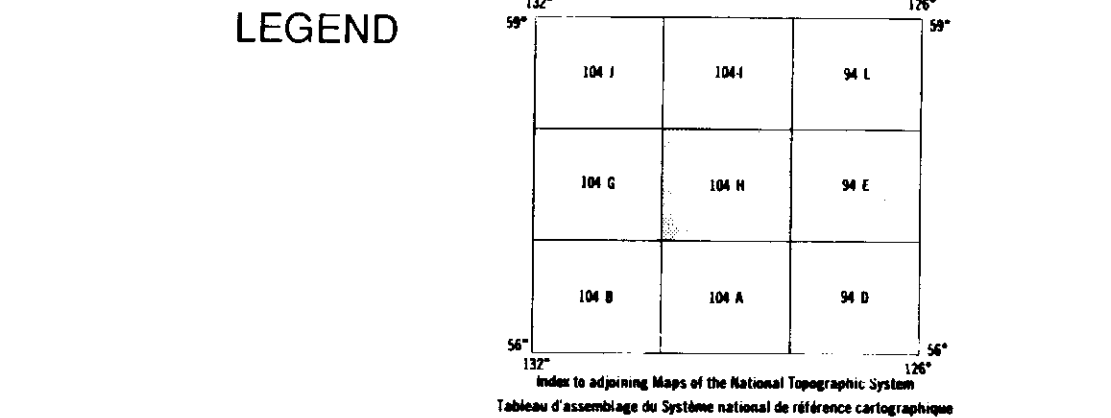 LEGEND
132° 126°
59° 59°
104 J 104-I 94 L
104 G 104 H 94 E
104 B 104 A 94 D
56° 56°
132° 126°
Index to adjoining Maps of the National Topographic System
Tableau d'assemblage du Système national de référence cartographique